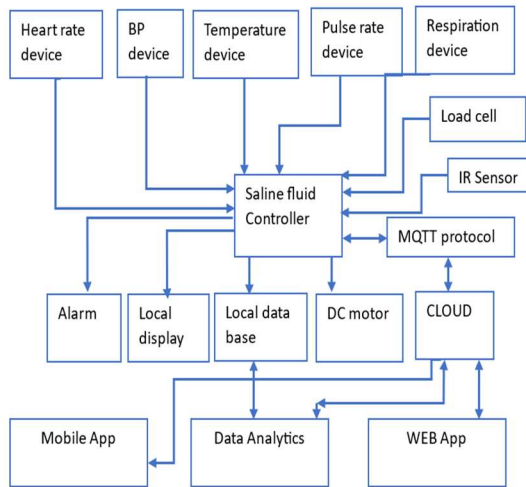 Heart rate
device
BP
device
Temperature
device
Pulse rate
device
Respiration
device
Load cell
IR Sensor
Saline fluid
Controller
MQTT protocol
Alarm
Local
display
Local data
base
DC motor
CLOUD
Mobile App
Data Analytics
WEB App